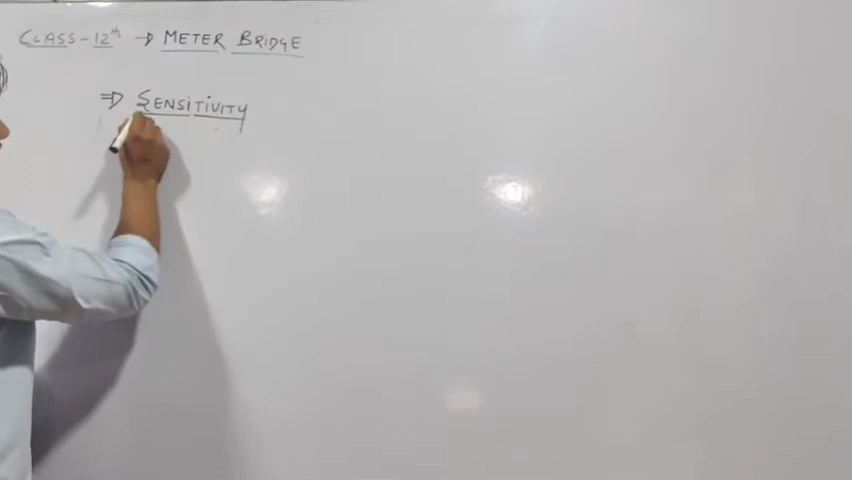 CLASS-12th → METER BRIDGE
⇒ SENSITIVITY